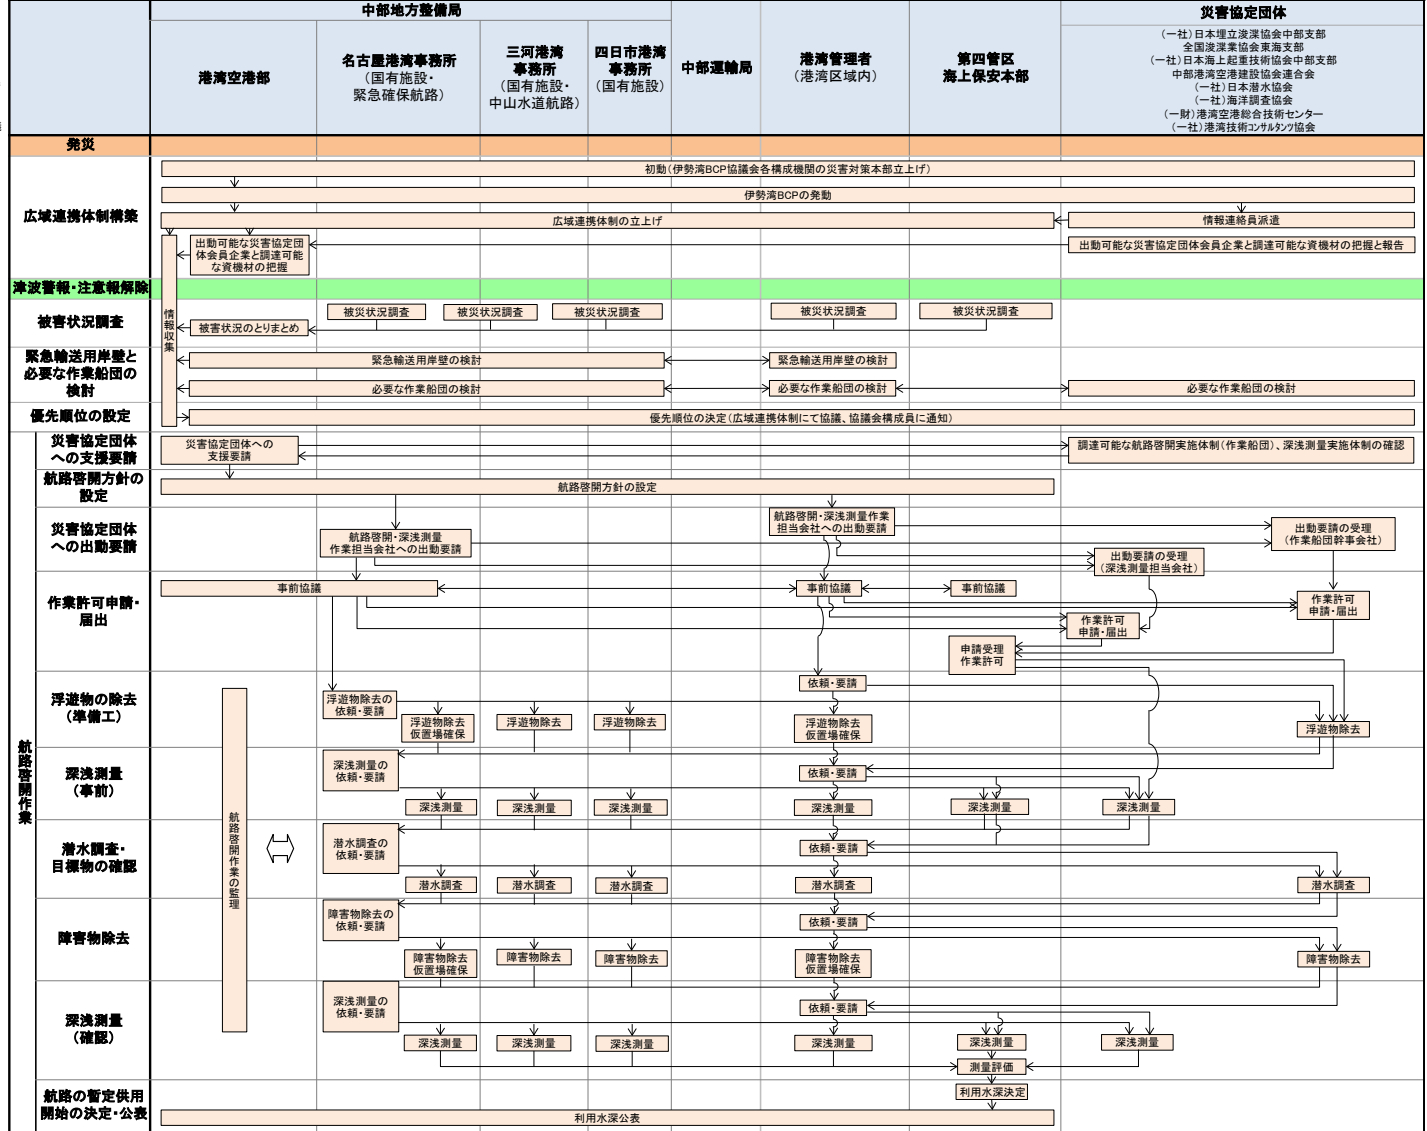 中部地方整備局
災害協定団体
港湾空港部
名古屋港湾事務所
（国有施設・
緊急確保航路）
三河港湾
事務所
（国有施設・
中山水道航路）
四日市港湾
事務所
（国有施設）
中部運輸局
港湾管理者
（港湾区域内）
第四管区
海上保安本部
（一社）日本埋立浚渫協会中部支部
全国浚渫業協会東海支部
（一社）日本海上起重技術協会中部支部
中部港湾空港建設協会連合会
（一社）日本潜水協会
（一社）海洋調査協会
（一財）港湾空港総合技術センター
（一社）港湾技術コンサルタンツ協会
発災
広域連携体制構築
初動（伊勢湾BCP協議会各構成機関の災害対策本部立上げ）
伊勢湾BCPの発動
広域連携体制の立上げ
情報連絡員派遣
出動可能な災害協定団
体会員企業と調達可能
な資機材の把握
出動可能な災害協定団体会員企業と調達可能な資機材の把握と報告
情報収集
津波警報・注意報解除
被害状況調査
被害状況のとりまとめ
被災状況調査
被災状況調査
被災状況調査
被災状況調査
被災状況調査
緊急輸送用岸壁と
必要な作業船団の
検討
緊急輸送用岸壁の検討
緊急輸送用岸壁の検討
必要な作業船団の検討
必要な作業船団の検討
必要な作業船団の検討
優先順位の設定
優先順位の決定（広域連携体制にて協議、協議会構成員に通知）
航路啓開作業
災害協定団体
への支援要請
災害協定団体への
支援要請
調達可能な航路啓開実施体制（作業船団）、深浅測量実施体制の確認
航路啓開方針の
設定
航路啓開方針の設定
災害協定団体
への出動要請
航路啓開・深浅測量
作業担当会社への出動要請
航路啓開・深浅測量作業
担当会社への出動要請
出動要請の受理
（作業船団幹事会社）
出動要請の受理
（深浅測量担当会社）
作業許可申請・
届出
事前協議
事前協議
事前協議
作業許可
申請・届出
作業許可
申請・届出
申請受理
作業許可
浮遊物の除去
（準備工）
航路啓開作業の監理
浮遊物除去の
依頼・要請
依頼・要請
浮遊物除去
仮置場確保
浮遊物除去
浮遊物除去
浮遊物除去
仮置場確保
浮遊物除去
深浅測量
（事前）
深浅測量の
依頼・要請
依頼・要請
深浅測量
深浅測量
深浅測量
深浅測量
深浅測量
深浅測量
潜水調査・
目標物の確認
潜水調査の
依頼・要請
依頼・要請
潜水調査
潜水調査
潜水調査
潜水調査
潜水調査
障害物除去
障害物除去の
依頼・要請
依頼・要請
障害物除去
仮置場確保
障害物除去
障害物除去
障害物除去
仮置場確保
障害物除去
深浅測量
（確認）
深浅測量の
依頼・要請
依頼・要請
深浅測量
深浅測量
深浅測量
深浅測量
深浅測量
深浅測量
測量評価
航路の暫定供用
開始の決定・公表
利用水深決定
利用水深公表